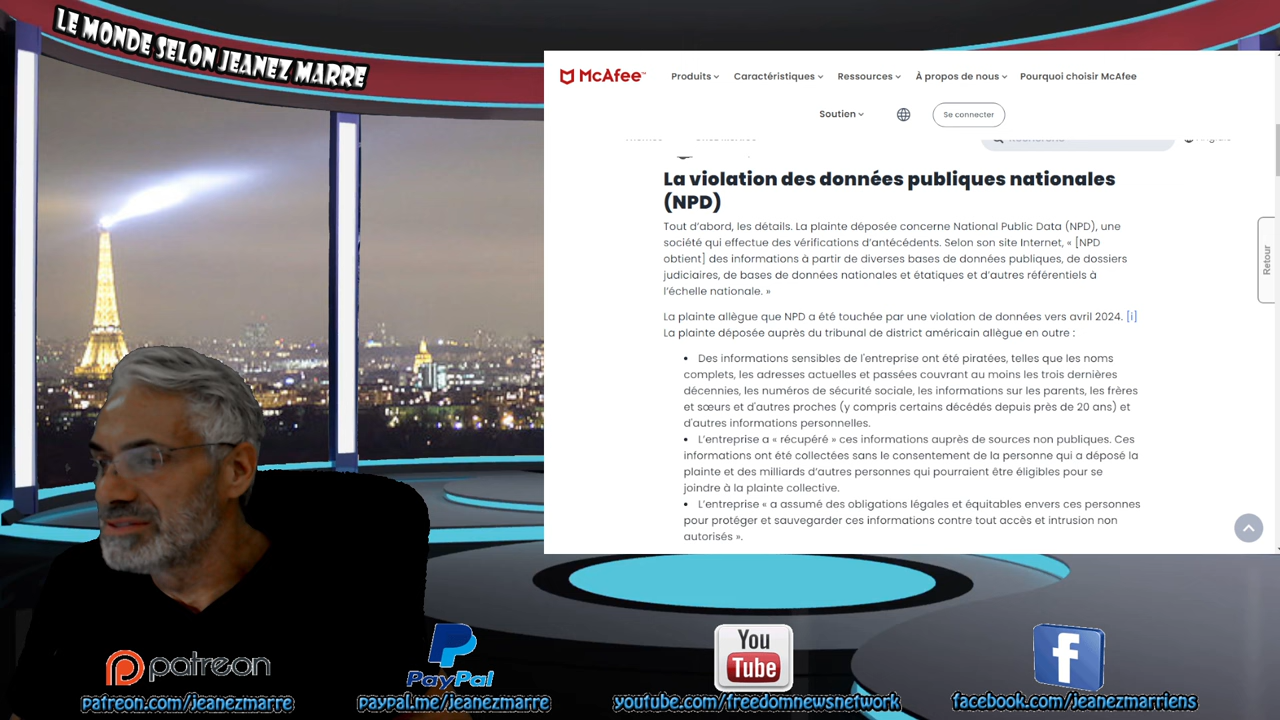 LE MONDE SELON JEANEZ MARRE
McAfee™
Produits
Caractéristiques
Ressources
À propos de nous
Pourquoi choisir McAfee
Soutien
Se connecter
La violation des données publiques nationales
(NPD)
Tout d'abord, les détails. La plainte déposée concerne National Public Data (NPD), une
société qui effectue des vérifications d'antécédents. Selon son site Internet, « [NPD
obtient] des informations à partir de diverses bases de données publiques, de dossiers
judiciaires, de bases de données nationales et étatiques et d'autres référentiels à
l'échelle nationale. »
La plainte allègue que NPD a été touchée par une violation de données vers avril 2024. [i]
La plainte déposée auprès du tribunal de district américain allègue en outre :
• Des informations sensibles de l'entreprise ont été piratées, telles que les noms
complets, les adresses actuelles et passées couvrant au moins les trois dernières
décennies, les numéros de sécurité sociale, les informations sur les parents, les frères
et sœurs et d'autres proches (y compris certains décédés depuis près de 20 ans) et
d'autres informations personnelles.
• L'entreprise a « récupéré » ces informations auprès de sources non publiques. Ces
informations ont été collectées sans le consentement de la personne qui a déposé la
plainte et des milliards d'autres personnes qui pourraient être éligibles pour se
joindre à la plainte collective.
• L'entreprise « a assumé des obligations légales et équitables envers ces personnes
pour protéger et sauvegarder ces informations contre tout accès et intrusion non
autorisés ».
Retour
patreon
patreon.com/jeanezmarre
PayPal
paypal.me/jeanezmarre
You
Tube
youtube.com/freedomnewsnetwork
f
facebook.com/jeanezmarriens